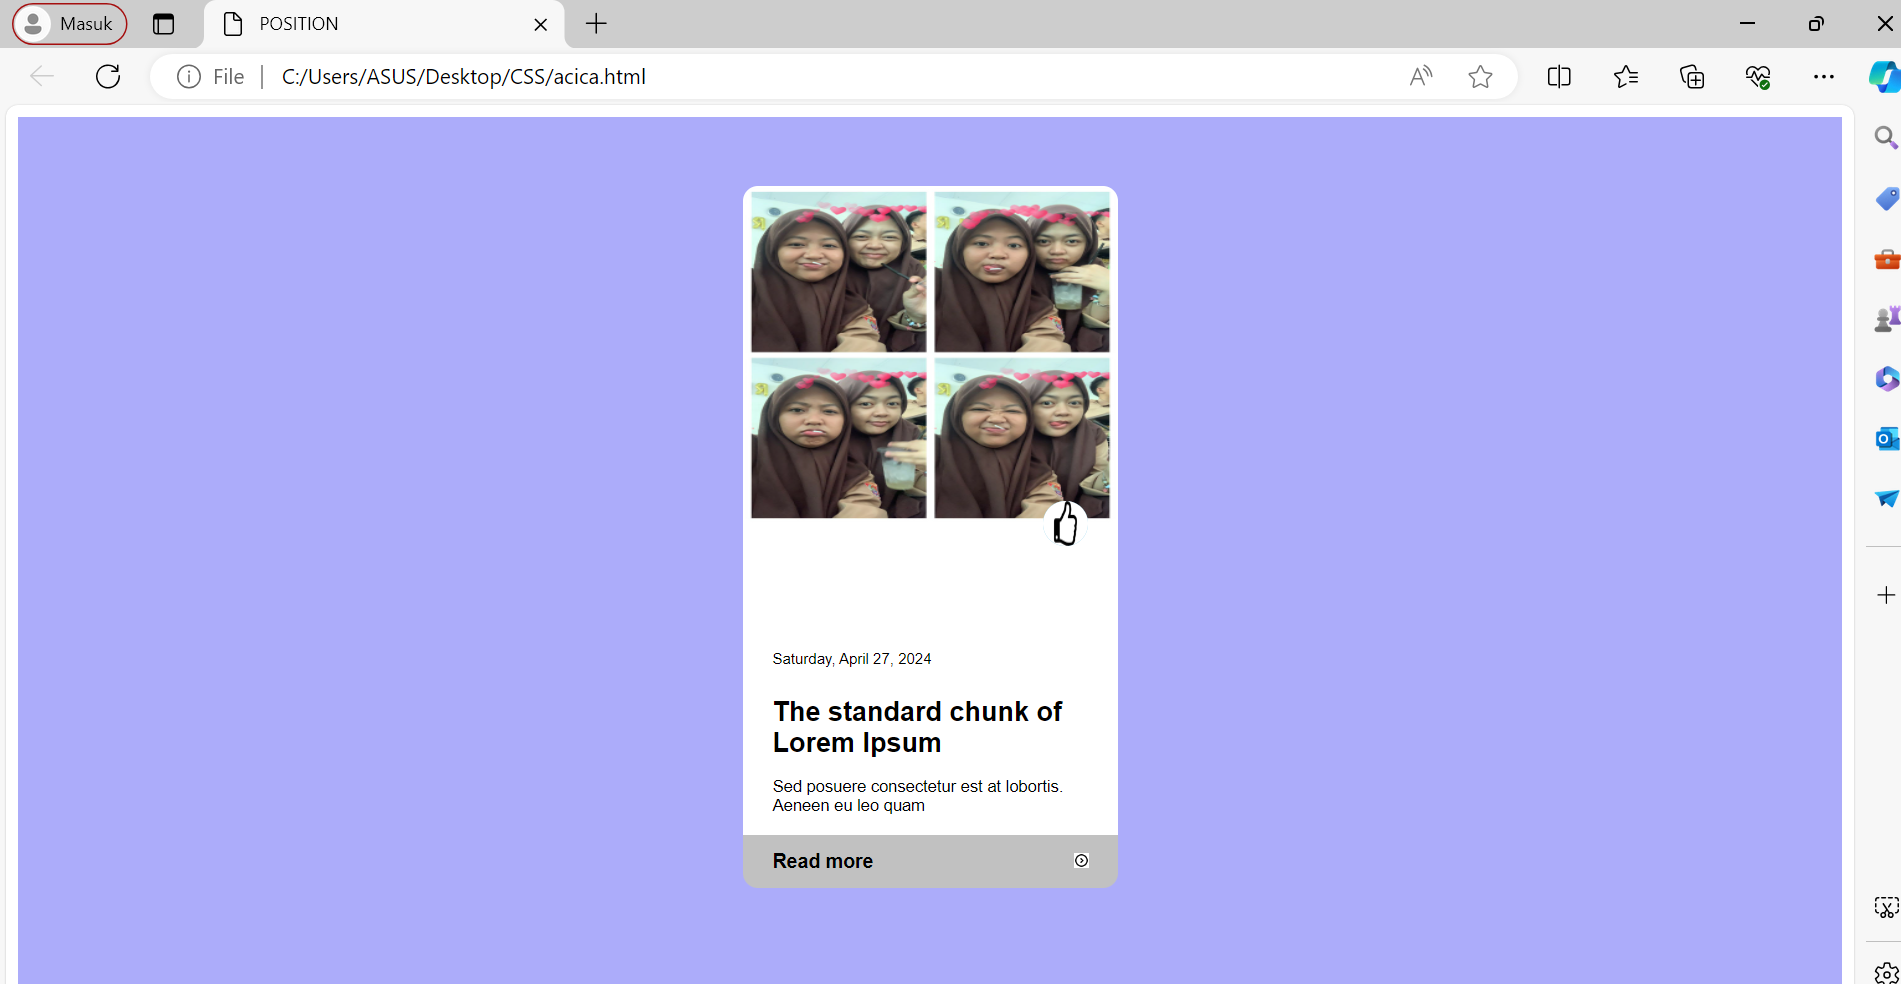 Masuk
POSITION
File
C:/Users/ASUS/Desktop/CSS/acica.html
Saturday, April 27, 2024
The standard chunk of
Lorem Ipsum
Sed posuere consectetur est at lobortis.
Aeneen eu leo quam
Read more